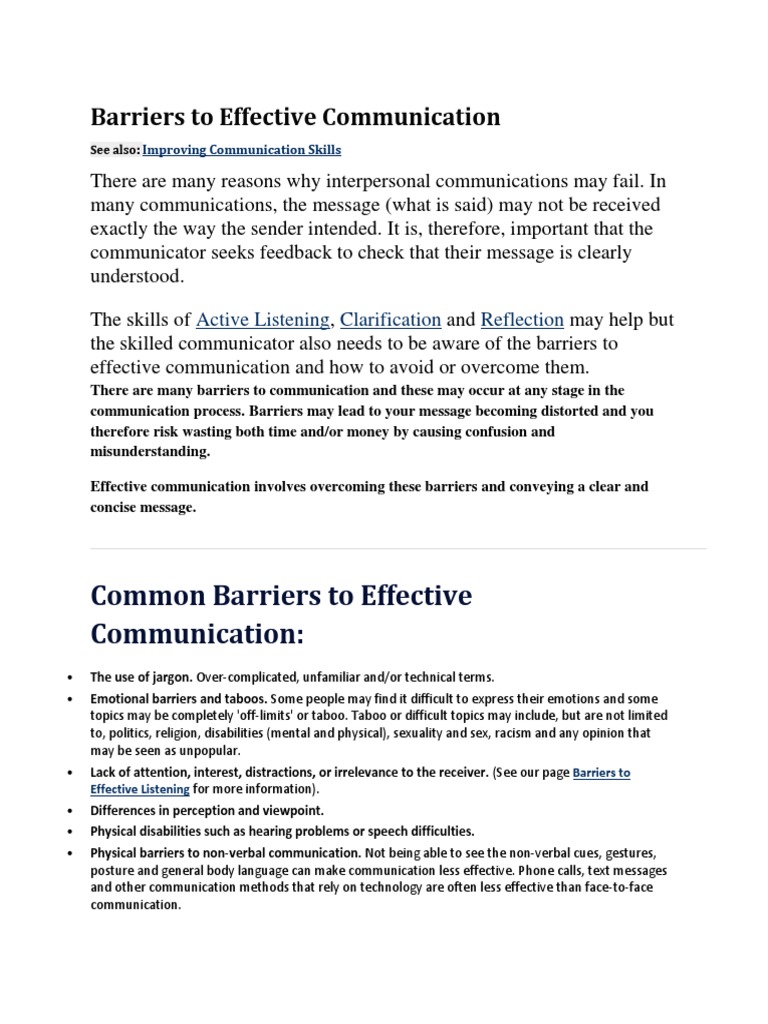 Barriers to Effective Communication
See also: Improving Communication Skills
There are many reasons why interpersonal communications may fail. In
many communications, the message (what is said) may not be received
exactly the way the sender intended. It is, therefore, important that the
communicator seeks feedback to check that their message is clearly
understood.
The skills of Active Listening, Clarification and Reflection may help but
the skilled communicator also needs to be aware of the barriers to
effective communication and how to avoid or overcome them.
There are many barriers to communication and these may occur at any stage in the
communication process. Barriers may lead to your message becoming distorted and you
therefore risk wasting both time and/or money by causing confusion and
misunderstanding.
Effective communication involves overcoming these barriers and conveying a clear and
concise message.
Common Barriers to Effective
Communication:
• The use of jargon. Over-complicated, unfamiliar and/or technical terms.
• Emotional barriers and taboos. Some people may find it difficult to express their emotions and some
topics may be completely 'off-limits' or taboo. Taboo or difficult topics may include, but are not limited
to, politics, religion, disabilities (mental and physical), sexuality and sex, racism and any opinion that
may be seen as unpopular.
• Lack of attention, interest, distractions, or irrelevance to the receiver. (See our page Barriers to
Effective Listening for more information).
• Differences in perception and viewpoint.
• Physical disabilities such as hearing problems or speech difficulties.
• Physical barriers to non-verbal communication. Not being able to see the non-verbal cues, gestures,
posture and general body language can make communication less effective. Phone calls, text messages
and other communication methods that rely on technology are often less effective than face-to-face
communication.